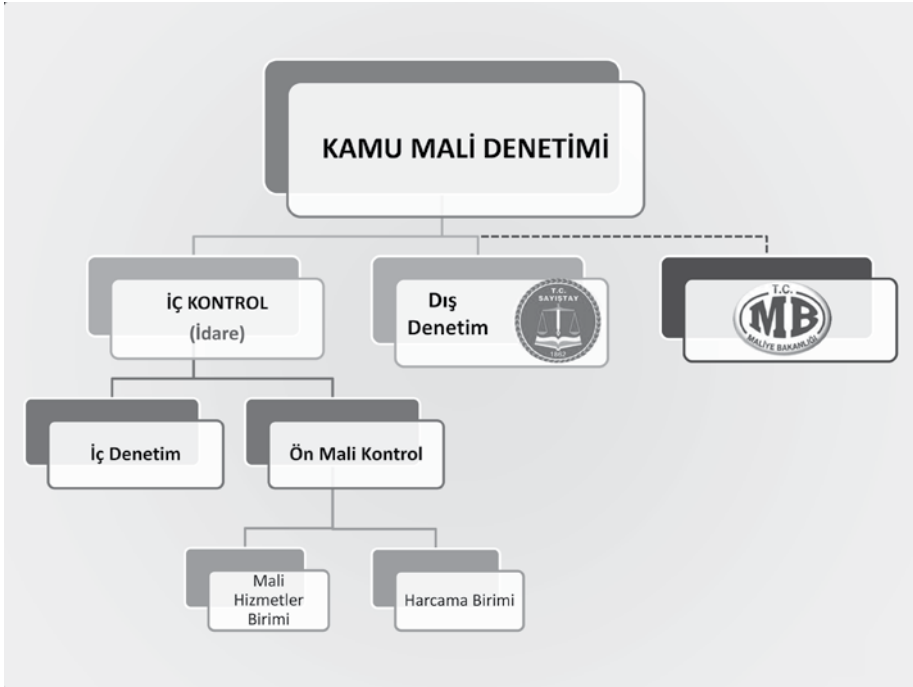 KAMU MALİ DENETİMİ
İÇ KONTROL
(İdare)
Dış
Denetim
T.C.
SAYIŞTAY
1862
T.C.
MB
MALİYE BAKANLIĞI
İç Denetim
Ön Mali Kontrol
Mali
Hizmetler
Birimi
Harcama Birimi